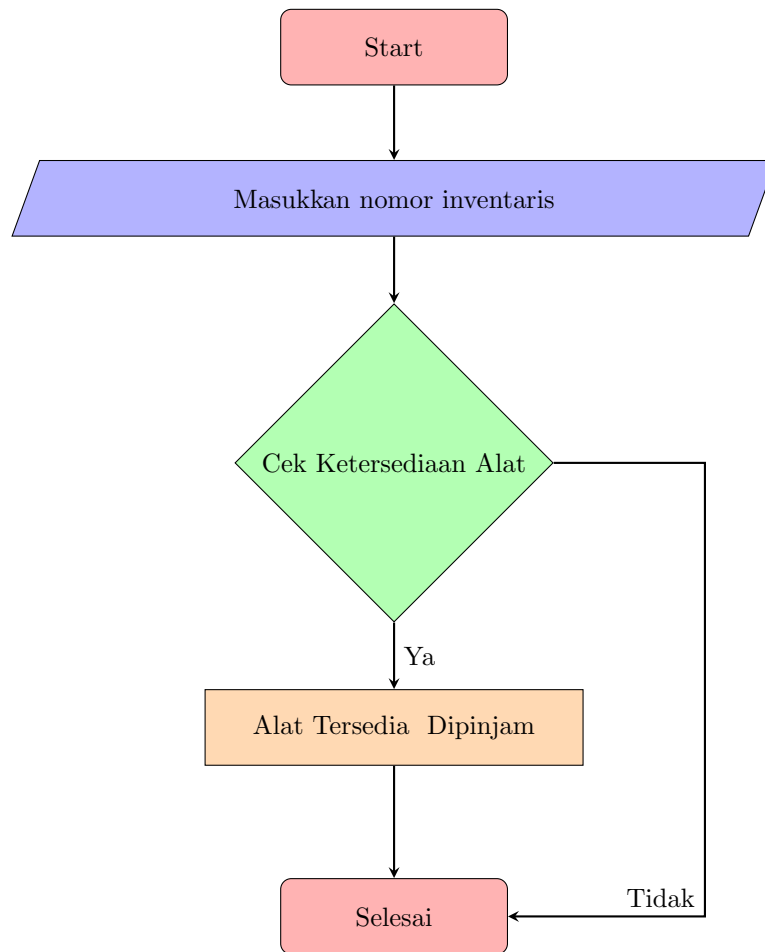 Start
Masukkan nomor inventaris
Cek Ketersediaan Alat
Ya
Alat Tersedia  Dipinjam
Tidak
Selesai